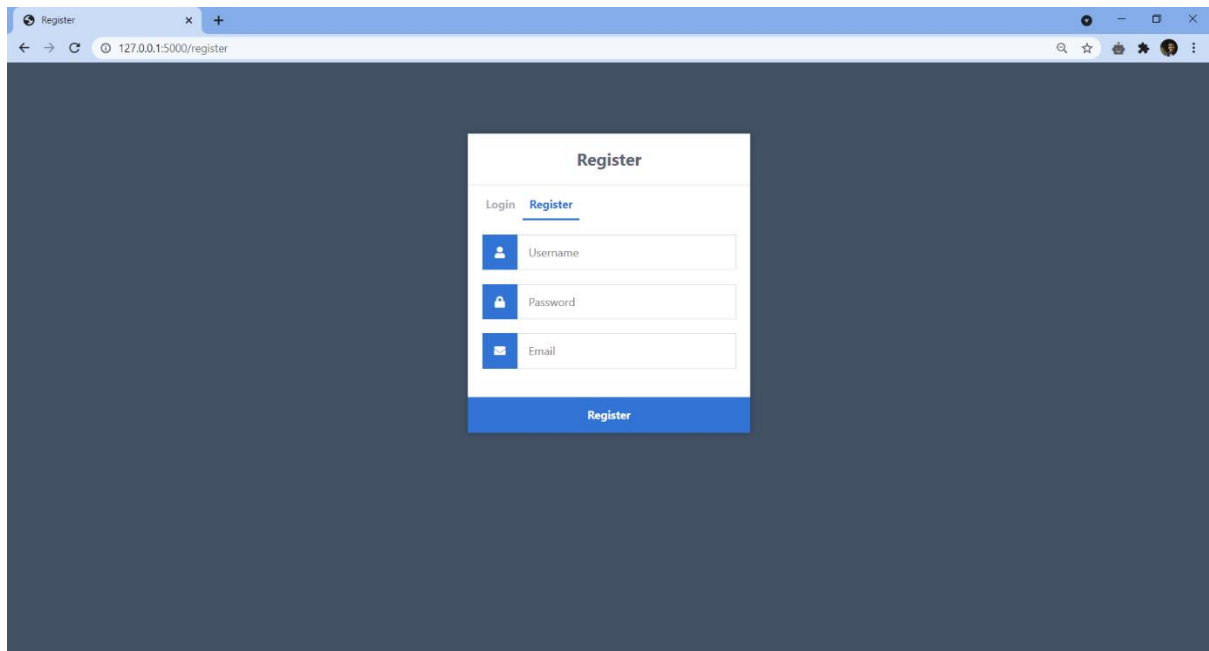 Register
127.0.0.1:5000/register
Register
Login Register
Username
Password
Email
Register